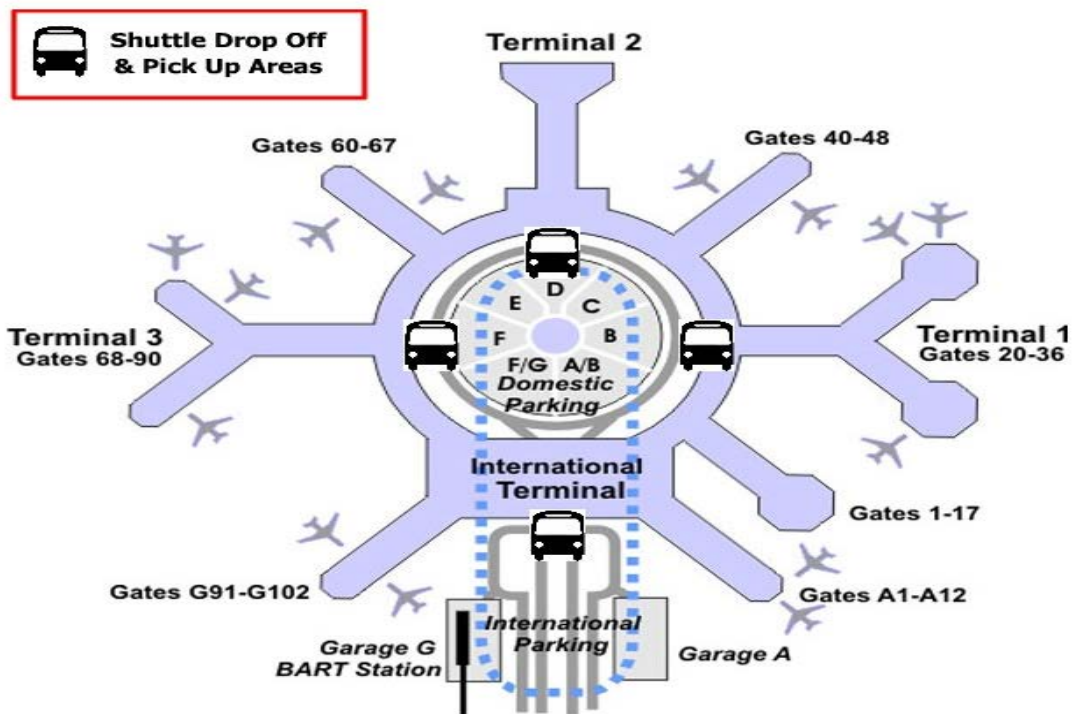 Shuttle Drop Off
& Pick Up Areas
Terminal 2
Gates 60-67
Gates 40-48
Terminal 3
Gates 68-90
Terminal 1
Gates 20-36
D
E
C
F
B
F/G
A/B
Domestic
Parking
International
Terminal
Gates 1-17
Gates G91-G102
Gates A1-A12
International
Parking
Garage G
BART Station
Garage A